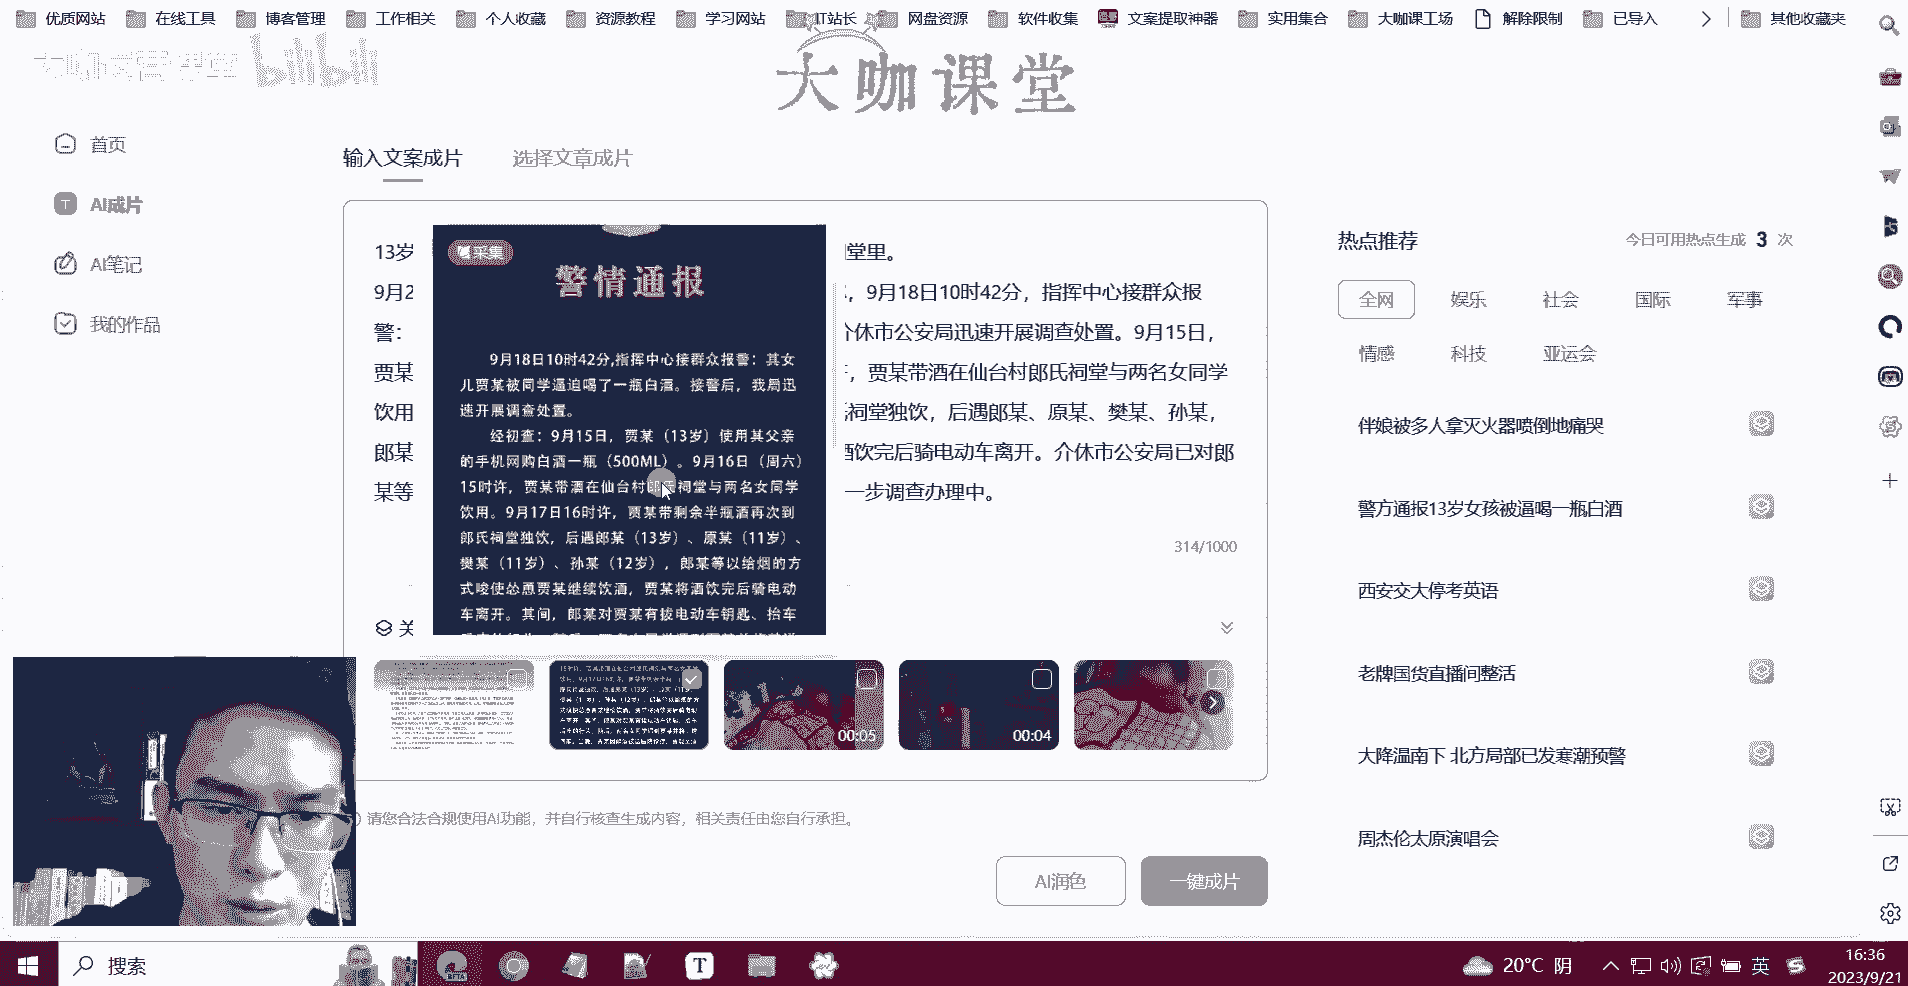 优质网站
在线工具
博客管理
工作相关
个人收藏
资源教程
学习网站
IT站长
网盘资源
软件收集
文案提取神器
实用集合
大咖课工场
解除限制
已导入
其他收藏夹
bilibili
大咖课堂
首页
AI成片
AI笔记
我的作品
输入文案成片
选择文章成片
13岁
堂里。
9月2
，9月18日10时42分，指挥中心接群众报
警：
介休市公安局迅速开展调查处置。9月15日，
贾某
，贾某带酒在仙台村郎氏祠堂与两名女同学
饮用
祠堂独饮，后遇郎某、原某、樊某、孙某，
郎某
酒饮完后骑电动车离开。介休市公安局已对郎
某等
一步调查办理中。
314/1000
采集
警情通报
9月18日10时42分,指挥中心接群众报警：其女
儿贾某被同学逼迫喝了一瓶白酒。接警后，我局迅
速开展调查处置。
经初查：9月15日，贾某（13岁）使用其父亲
的手机网购白酒一瓶（500ML）。9月16日（周六）
15时许，贾某带酒在仙台村郎氏祠堂与两名女同学
饮用。9月17日16时许，贾某带剩余半瓶酒再次到
郎氏祠堂独饮，后遇郎某（13岁）、原某（11岁）、
樊某（11岁）、孙某（12岁），郎某等以给烟的方
式唆使怂恿贾某继续饮酒，贾某将酒饮完后骑电动
车离开。其间，郎某对贾某有拔电动车钥匙、抬车
关
00:05
00:04
请您合法合规使用AI功能，并自行核查生成内容，相关责任由您自行承担。
AI润色
一键成片
热点推荐
今日可用热点生成 3 次
全网
娱乐
社会
国际
军事
情感
科技
亚运会
伴娘被多人拿灭火器喷倒地痛哭
警方通报13岁女孩被逼喝一瓶白酒
西安交大停考英语
老牌国货直播间整活
大降温南下 北方局部已发寒潮预警
周杰伦太原演唱会
搜索
BETA
T
20°C 阴
英
16:36
2023/9/21